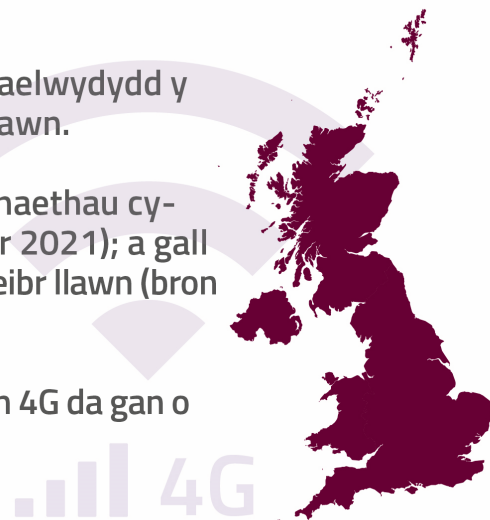 aelwydydd y
awn.
naethau cy-
r 2021); a gall
eibr llawn (bron
n 4G da gan o
4G